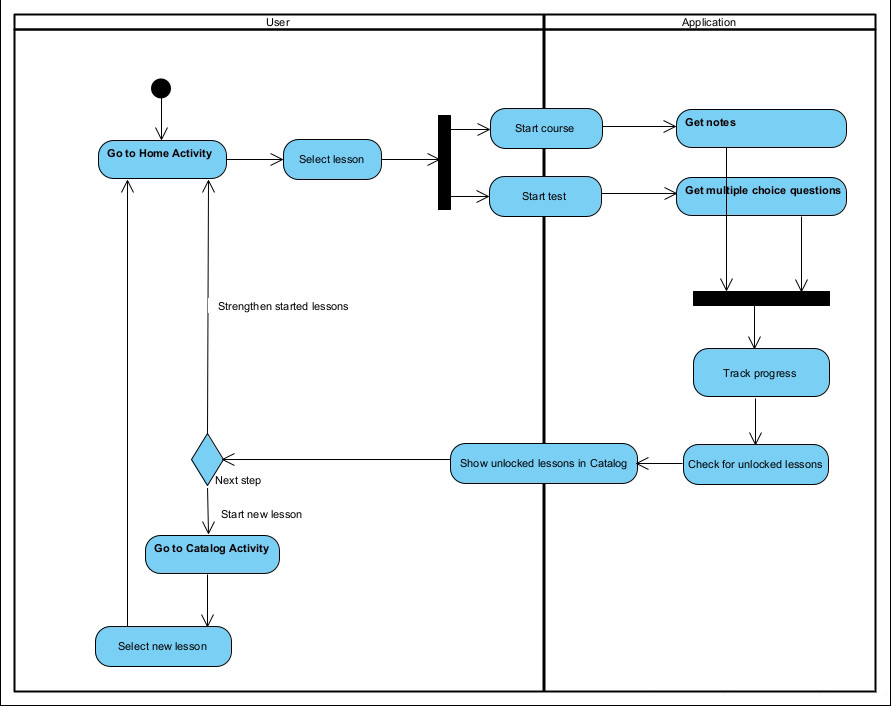 User
Application
Start course
Get notes
Go to Home Activity
Select lesson
Start test
Get multiple choice questions
Strengthen started lessons
Track progress
Show unlocked lessons in Catalog
Check for unlocked lessons
Next step
Start new lesson
Go to Catalog Activity
Select new lesson